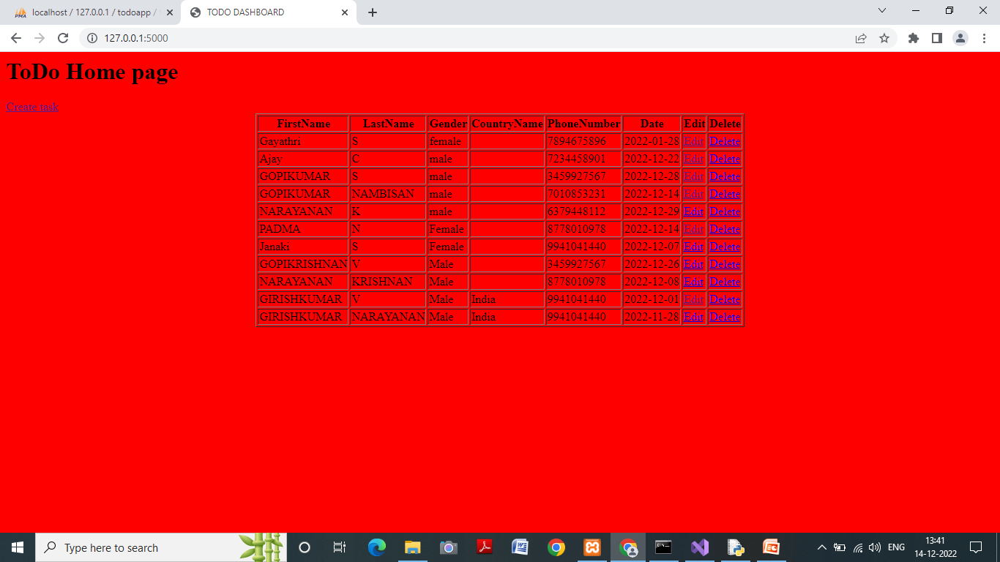 localhost / 127.0.0.1 / todoapp /
TODO DASHBOARD
127.0.0.1:5000
ToDo Home page
Create task
FirstName LastName Gender CountryName PhoneNumber Date Edit Delete
Gayathri S female 7894675896 2022-01-28 Edit Delete
Ajay C male 7234458901 2022-12-22 Edit Delete
GOPIKUMAR S male 3459927567 2022-12-28 Edit Delete
GOPIKUMAR NAMBISAN male 7010853231 2022-12-14 Edit Delete
NARAYANAN K male 6379448112 2022-12-29 Edit Delete
PADMA N Female 8778010978 2022-12-14 Edit Delete
Janaki S Female 9941041440 2022-12-07 Edit Delete
GOPIKRISHNAN V Male 3459927567 2022-12-26 Edit Delete
NARAYANAN KRISHNAN Male 8778010978 2022-12-08 Edit Delete
GIRISHKUMAR V Male India 9941041440 2022-12-01 Edit Delete
GIRISHKUMAR NARAYANAN Male India 9941041440 2022-11-28 Edit Delete
Type here to search
ENG
13:41
14-12-2022